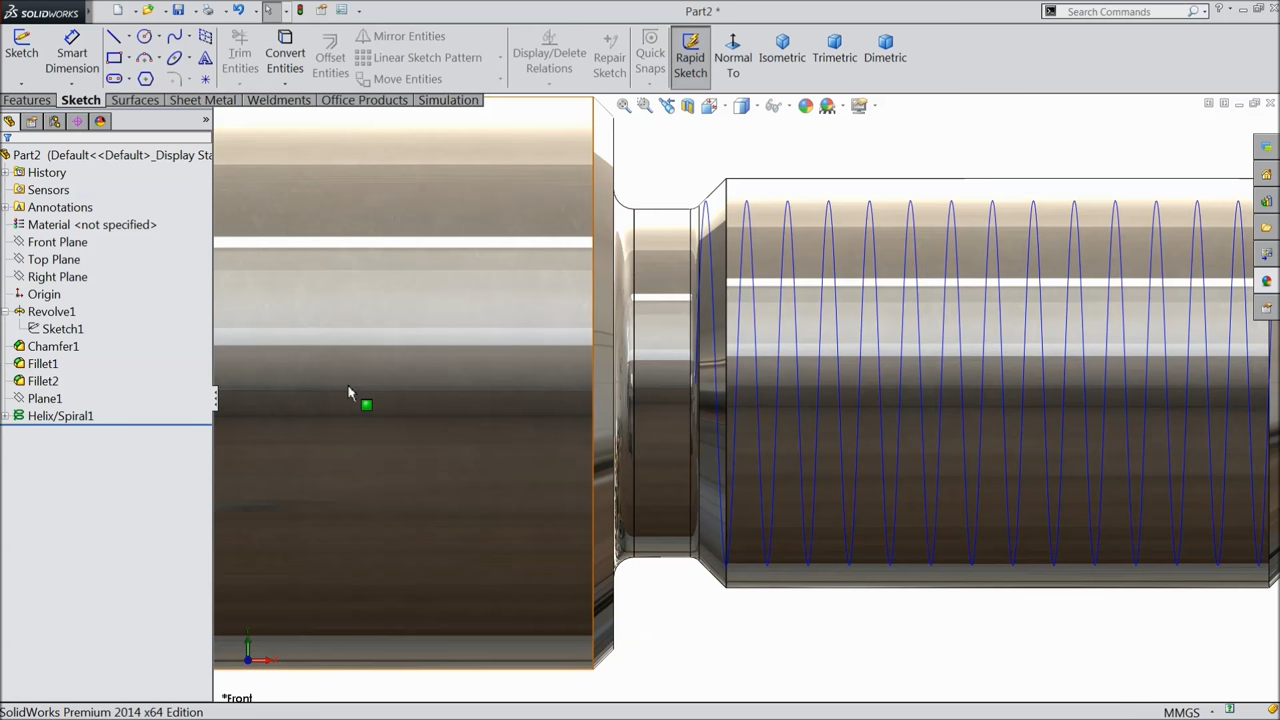 SOLIDWORKS
Part2 *
Search Commands
Sketch
Smart Dimension
Trim Entities
Convert Entities
Offset Entities
Mirror Entities
Linear Sketch Pattern
Move Entities
Display/Delete Relations
Repair Sketch
Quick Snaps
Rapid Sketch
Normal To
Isometric
Trimetric
Dimetric
Features
Sketch
Surfaces
Sheet Metal
Weldments
Office Products
Simulation
Part2 (Default<<Default>_Display Sta
History
Sensors
Annotations
Material <not specified>
Front Plane
Top Plane
Right Plane
Origin
Revolve1
Sketch1
Chamfer1
Fillet1
Fillet2
Plane1
Helix/Spiral1
*Front
SolidWorks Premium 2014 x64 Edition
MMGS